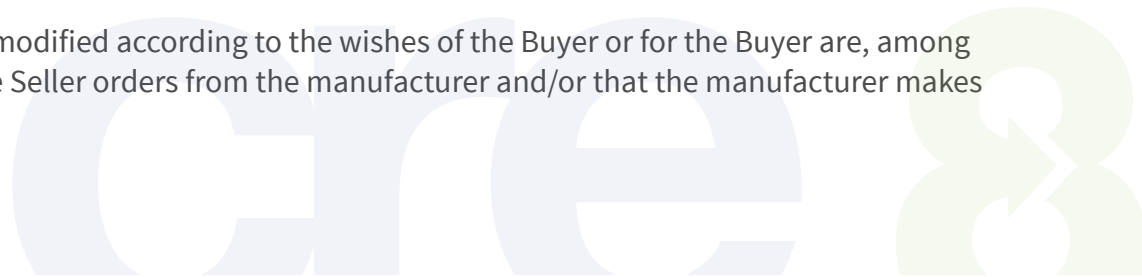 modified according to the wishes of the Buyer or for the Buyer are, among
Seller orders from the manufacturer and/or that the manufacturer makes
cre8